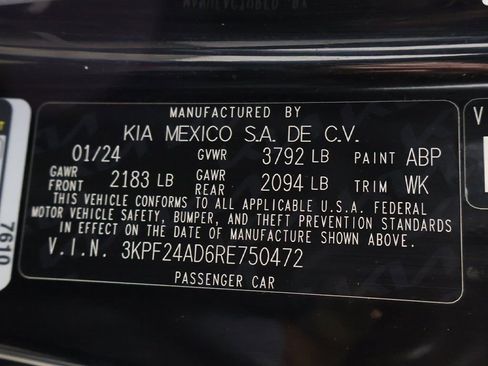 MANUFACTURED BY
KIA MEXICO S.A. DE C.V.
01/24 GVWR 3792 LB PAINT ABP
GAWR FRONT 2183 LB GAWR REAR 2094 LB TRIM WK
THIS VEHICLE CONFORMS TO ALL APPLICABLE U.S.A. FEDERAL
MOTOR VEHICLE SAFETY, BUMPER, AND THEFT PREVENTION STANDARDS
IN EFFECT ON THE DATE OF MANUFACTURE SHOWN ABOVE.
V.I.N. 3KPF24AD6RE750472
PASSENGER CAR
7610
V